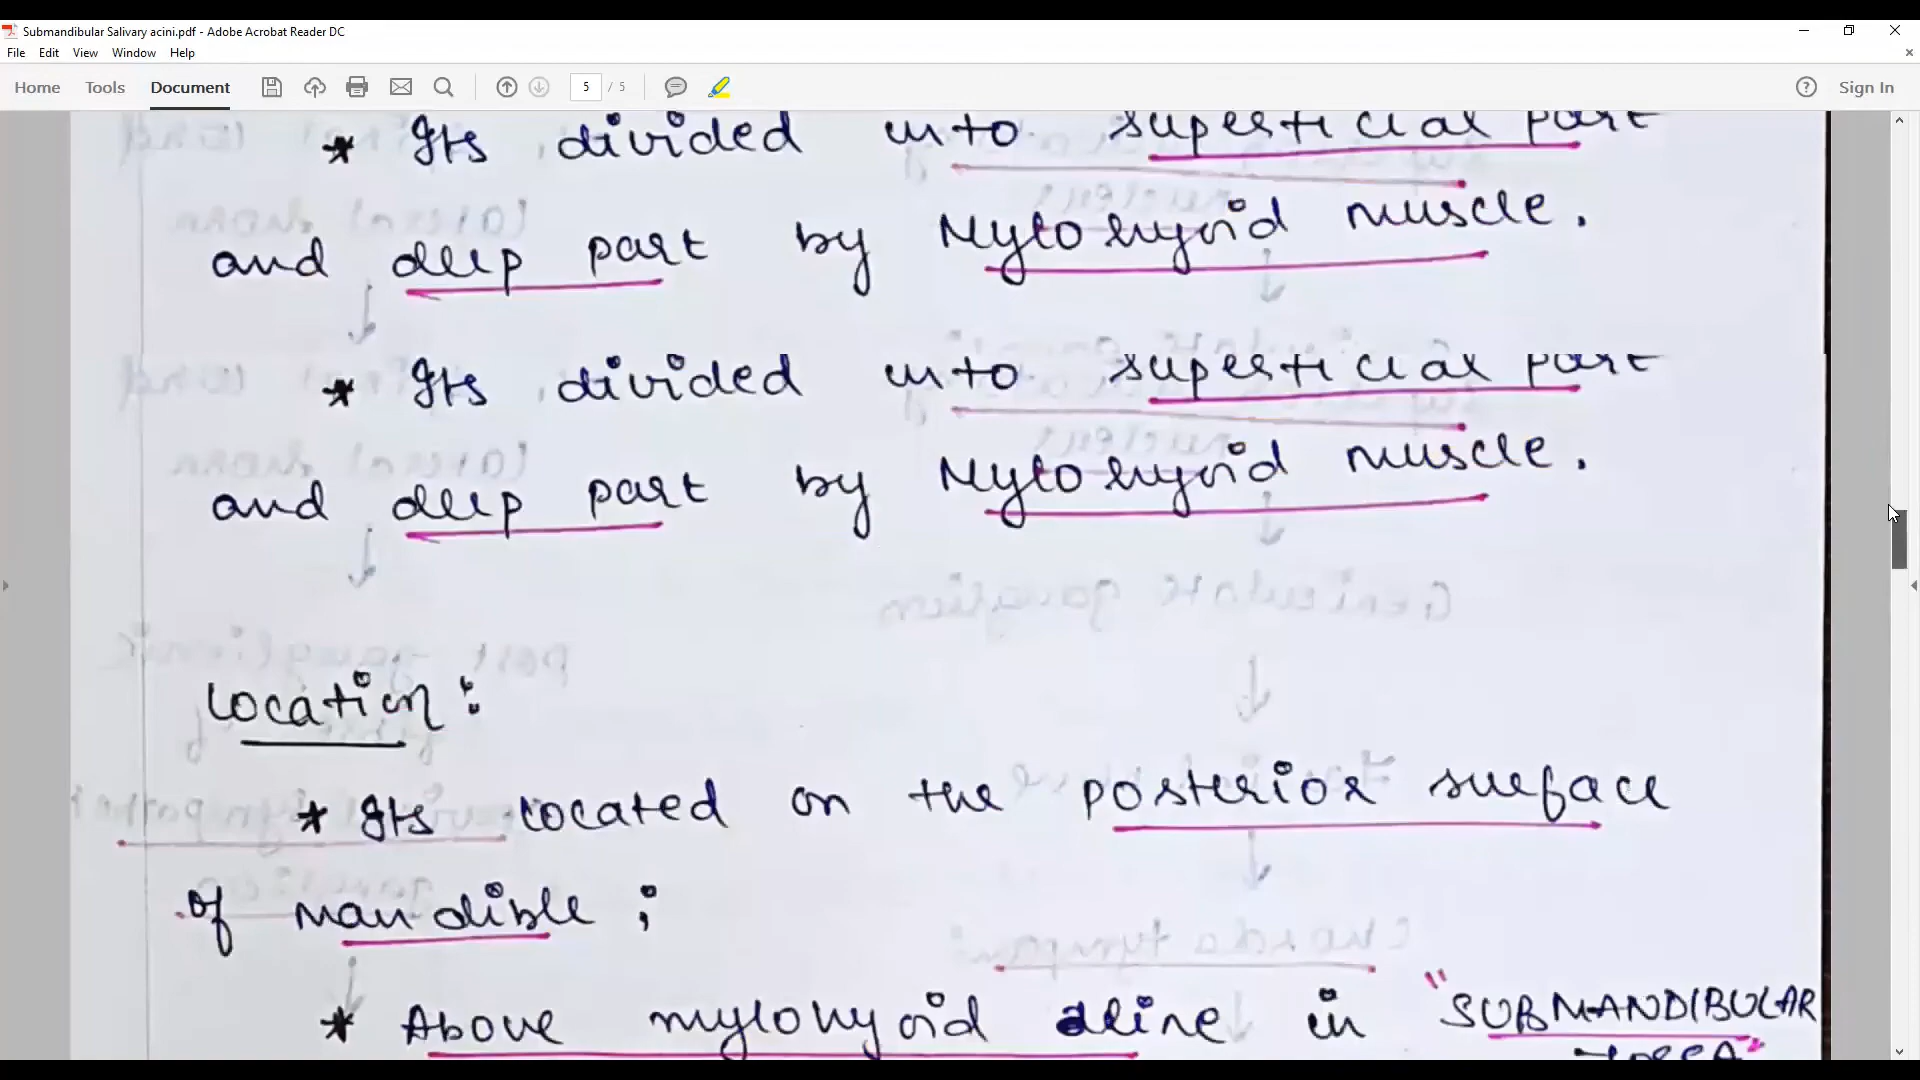 Submandibular Salivary acini.pdf - Adobe Acrobat Reader DC
File Edit View Window Help
Home Tools Document 5 / 5 Sign In
* Its divided into superficial part
and deep part by Mylohyoid muscle.
* Its divided into superficial part
and deep part by Mylohyoid muscle.
Location :
* Its located on the posterior surface
of mandible ;
* Above mylohyoid line in "SUBMANDIBULAR